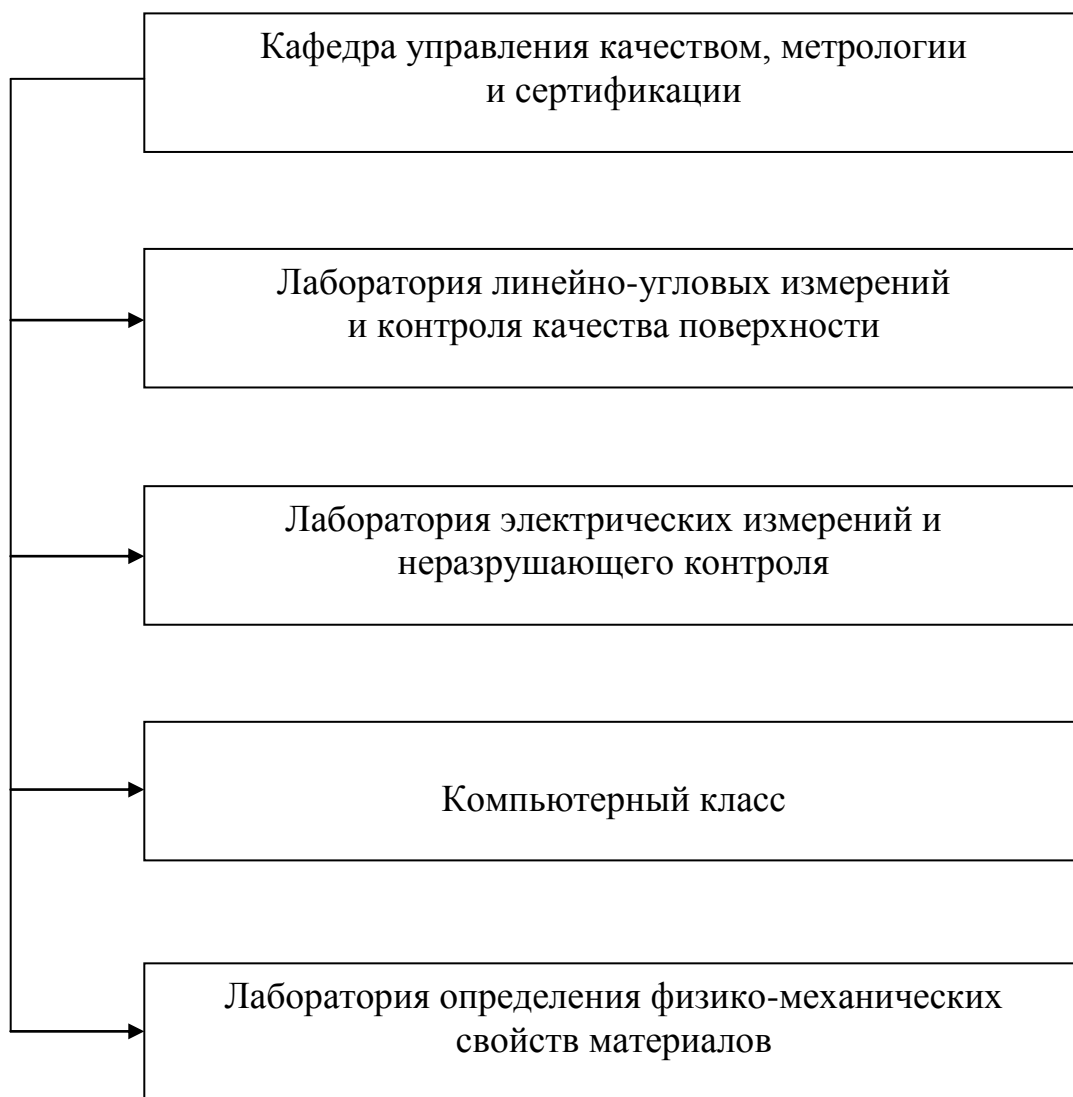 Кафедра управления качеством, метрологии
и сертификации
Лаборатория линейно-угловых измерений
и контроля качества поверхности
Лаборатория электрических измерений и
неразрушающего контроля
Компьютерный класс
Лаборатория определения физико-механических
свойств материалов